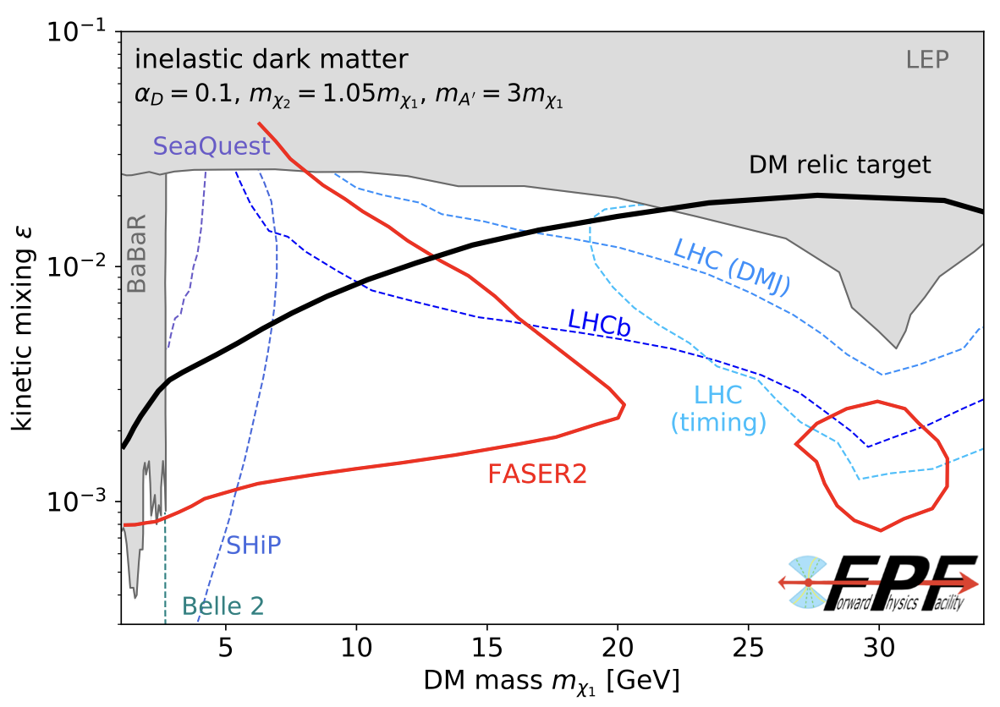 10⁻¹
10⁻²
10⁻³
kinetic mixing ε
inelastic dark matter
α_D = 0.1, m_χ₂ = 1.05m_χ₁, m_A′ = 3m_χ₁
LEP
SeaQuest
DM relic target
BaBaR
LHC (DMJ)
LHCb
LHC
(timing)
FASER2
SHiP
Belle 2
FPF
Forward Physics Facility
5 10 15 20 25 30
DM mass m_χ₁ [GeV]